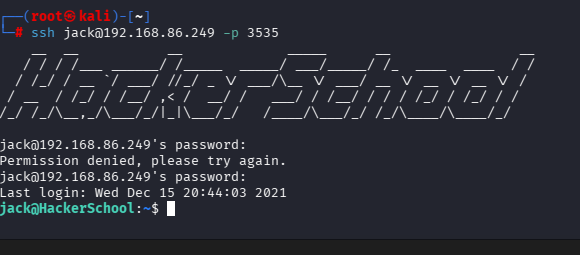 (root㉿kali)-[~]
# ssh jack@192.168.86.249 -p 3535
HackerSchool
jack@192.168.86.249's password:
Permission denied, please try again.
jack@192.168.86.249's password:
Last login: Wed Dec 15 20:44:03 2021
jack@HackerSchool:~$